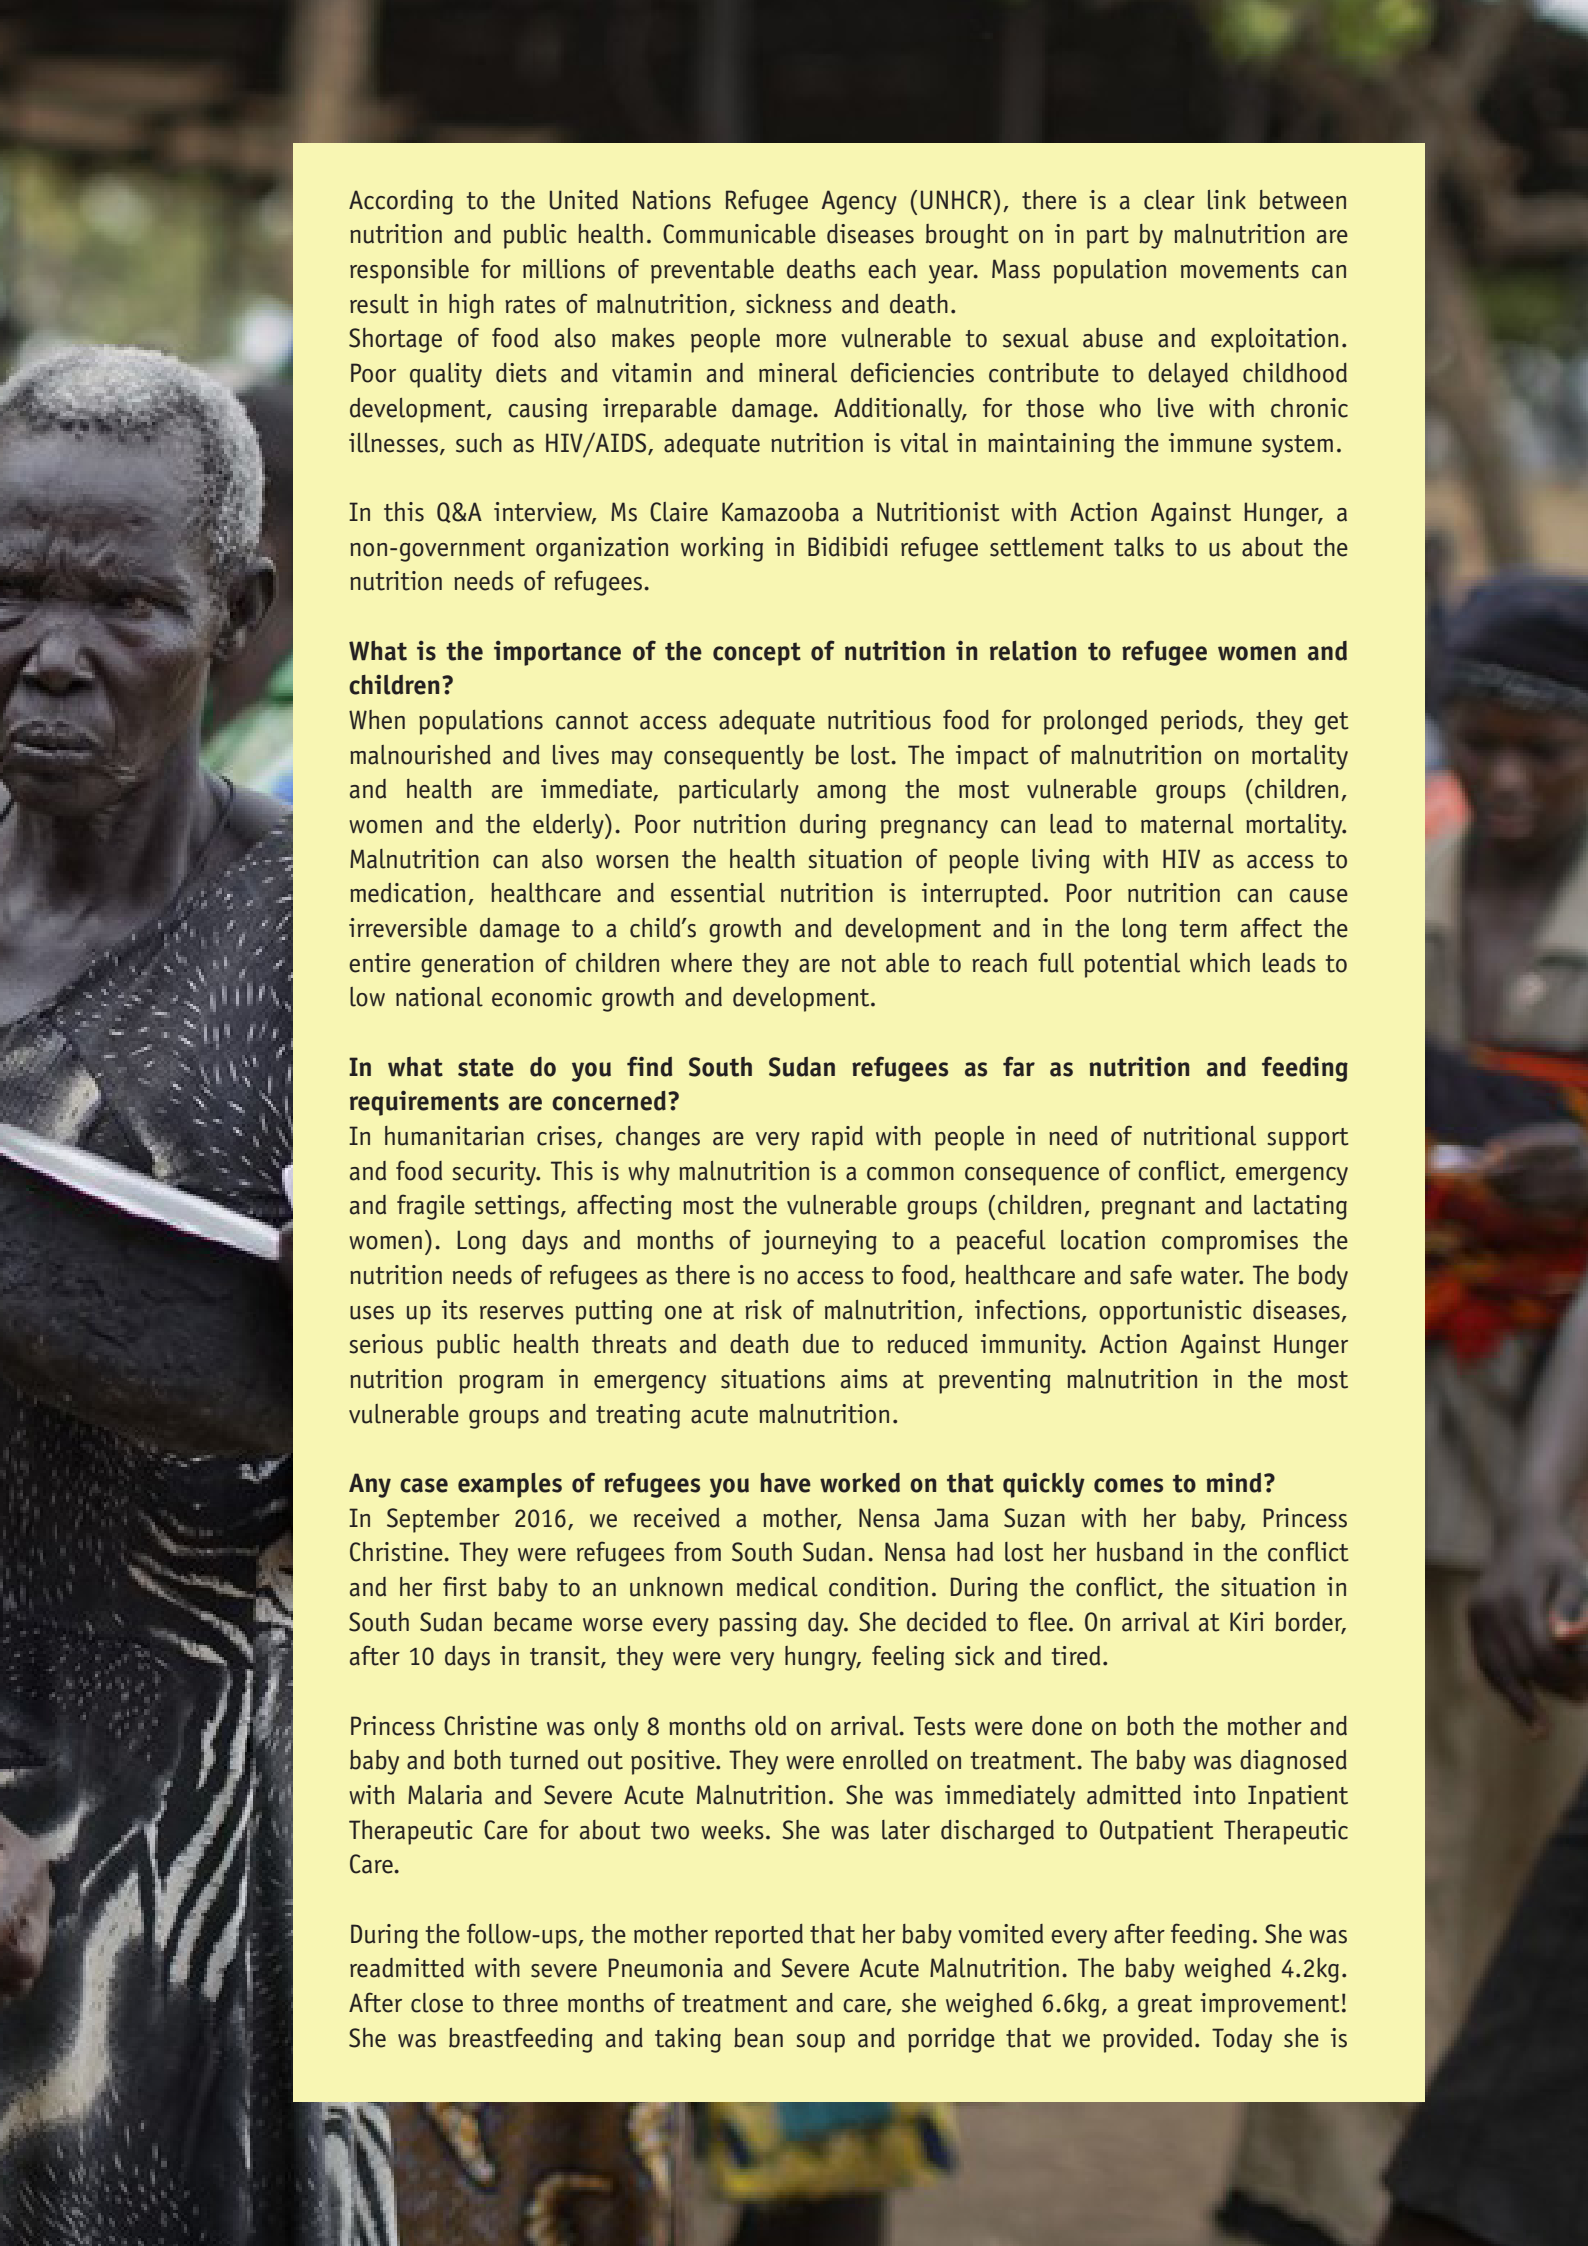 According to the United Nations Refugee Agency (UNHCR), there is a clear link between
nutrition and public health. Communicable diseases brought on in part by malnutrition are
responsible for millions of preventable deaths each year. Mass population movements can
result in high rates of malnutrition, sickness and death.
Shortage of food also makes people more vulnerable to sexual abuse and exploitation.
Poor quality diets and vitamin and mineral deficiencies contribute to delayed childhood
development, causing irreparable damage. Additionally, for those who live with chronic
illnesses, such as HIV/AIDS, adequate nutrition is vital in maintaining the immune system.
In this Q&A interview, Ms Claire Kamazooba a Nutritionist with Action Against Hunger, a
non-government organization working in Bidibidi refugee settlement talks to us about the
nutrition needs of refugees.
What is the importance of the concept of nutrition in relation to refugee women and
children?
When populations cannot access adequate nutritious food for prolonged periods, they get
malnourished and lives may consequently be lost. The impact of malnutrition on mortality
and health are immediate, particularly among the most vulnerable groups (children,
women and the elderly). Poor nutrition during pregnancy can lead to maternal mortality.
Malnutrition can also worsen the health situation of people living with HIV as access to
medication, healthcare and essential nutrition is interrupted. Poor nutrition can cause
irreversible damage to a child’s growth and development and in the long term affect the
entire generation of children where they are not able to reach full potential which leads to
low national economic growth and development.
In what state do you find South Sudan refugees as far as nutrition and feeding
requirements are concerned?
In humanitarian crises, changes are very rapid with people in need of nutritional support
and food security. This is why malnutrition is a common consequence of conflict, emergency
and fragile settings, affecting most the vulnerable groups (children, pregnant and lactating
women). Long days and months of journeying to a peaceful location compromises the
nutrition needs of refugees as there is no access to food, healthcare and safe water. The body
uses up its reserves putting one at risk of malnutrition, infections, opportunistic diseases,
serious public health threats and death due to reduced immunity. Action Against Hunger
nutrition program in emergency situations aims at preventing malnutrition in the most
vulnerable groups and treating acute malnutrition.
Any case examples of refugees you have worked on that quickly comes to mind?
In September 2016, we received a mother, Nensa Jama Suzan with her baby, Princess
Christine. They were refugees from South Sudan. Nensa had lost her husband in the conflict
and her first baby to an unknown medical condition. During the conflict, the situation in
South Sudan became worse every passing day. She decided to flee. On arrival at Kiri border,
after 10 days in transit, they were very hungry, feeling sick and tired.
Princess Christine was only 8 months old on arrival. Tests were done on both the mother and
baby and both turned out positive. They were enrolled on treatment. The baby was diagnosed
with Malaria and Severe Acute Malnutrition. She was immediately admitted into Inpatient
Therapeutic Care for about two weeks. She was later discharged to Outpatient Therapeutic
Care.
During the follow-ups, the mother reported that her baby vomited every after feeding. She was
readmitted with severe Pneumonia and Severe Acute Malnutrition. The baby weighed 4.2kg.
After close to three months of treatment and care, she weighed 6.6kg, a great improvement!
She was breastfeeding and taking bean soup and porridge that we provided. Today she is